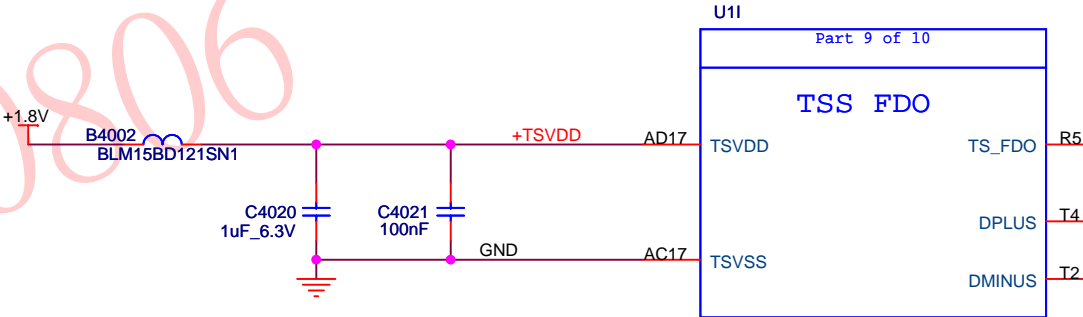 U1I
Part 9 of 10
TSS FDO
0806
+1.8V
B4002
BLM15BD121SN1
+TSVDD
AD17
TSVDD
TS_FDO
R5
C4020
1uF_6.3V
C4021
100nF
DPLUS
T4
GND
AC17
TSVSS
DMINUS
T2